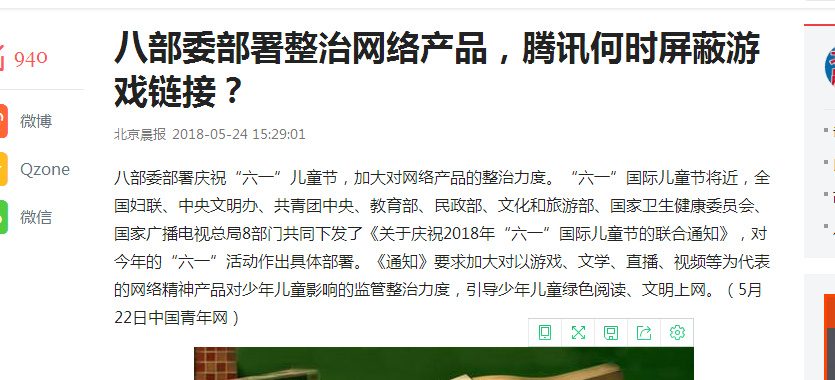 940
微博
Qzone
微信
八部委部署整治网络产品，腾讯何时屏蔽游
戏链接？
北京晨报 2018-05-24 15:29:01
八部委部署庆祝“六一”儿童节，加大对网络产品的整治力度。“六一”国际儿童节将近，全
国妇联、中央文明办、共青团中央、教育部、民政部、文化和旅游部、国家卫生健康委员会、
国家广播电视总局8部门共同下发了《关于庆祝2018年“六一”国际儿童节的联合通知》，对
今年的“六一”活动作出具体部署。《通知》要求加大对以游戏、文学、直播、视频等为代表
的网络精神产品对少年儿童影响的监管整治力度，引导少年儿童绿色阅读、文明上网。（5月
22日中国青年网）